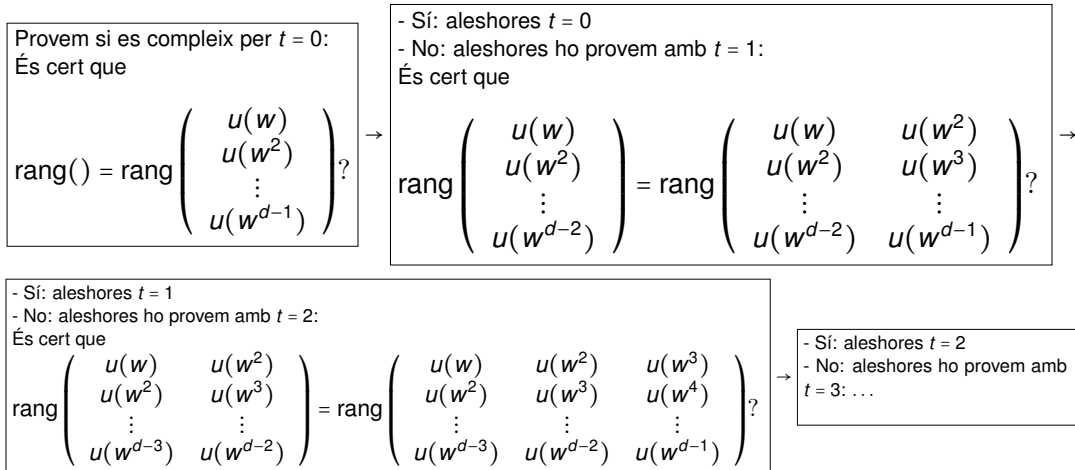 Provem si es compleix per t = 0:
És cert que
rang() = rang ( u(w) u(w^2) ⋮ u(w^{d−1}) )?
→
- Sí: aleshores t = 0
- No: aleshores ho provem amb t = 1:
És cert que
rang ( u(w) u(w^2) ⋮ u(w^{d−2}) ) = rang ( u(w) u(w^2) u(w^2) u(w^3) ⋮ ⋮ u(w^{d−2}) u(w^{d−1}) )?
→
- Sí: aleshores t = 1
- No: aleshores ho provem amb t = 2:
És cert que
rang ( u(w) u(w^2) u(w^2) u(w^3) ⋮ ⋮ u(w^{d−3}) u(w^{d−2}) ) = rang ( u(w) u(w^2) u(w^3) u(w^2) u(w^3) u(w^4) ⋮ ⋮ ⋮ u(w^{d−3}) u(w^{d−2}) u(w^{d−1}) )?
→
- Sí: aleshores t = 2
- No: aleshores ho provem amb
t = 3: …